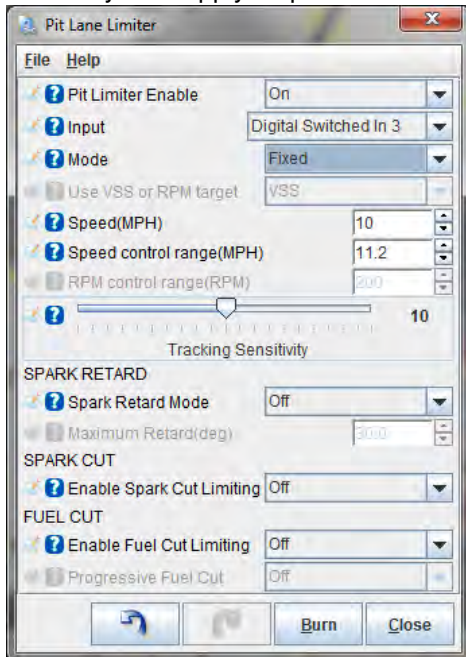 Pit Lane Limiter
File Help
Pit Limiter Enable On
Input Digital Switched In 3
Mode Fixed
Use VSS or RPM target VSS
Speed(MPH) 10
Speed control range(MPH) 11.2
RPM control range(RPM) 200
10
Tracking Sensitivity
SPARK RETARD
Spark Retard Mode Off
Maximum Retard(deg) 30.0
SPARK CUT
Enable Spark Cut Limiting Off
FUEL CUT
Enable Fuel Cut Limiting Off
Progressive Fuel Cut Off
Burn Close